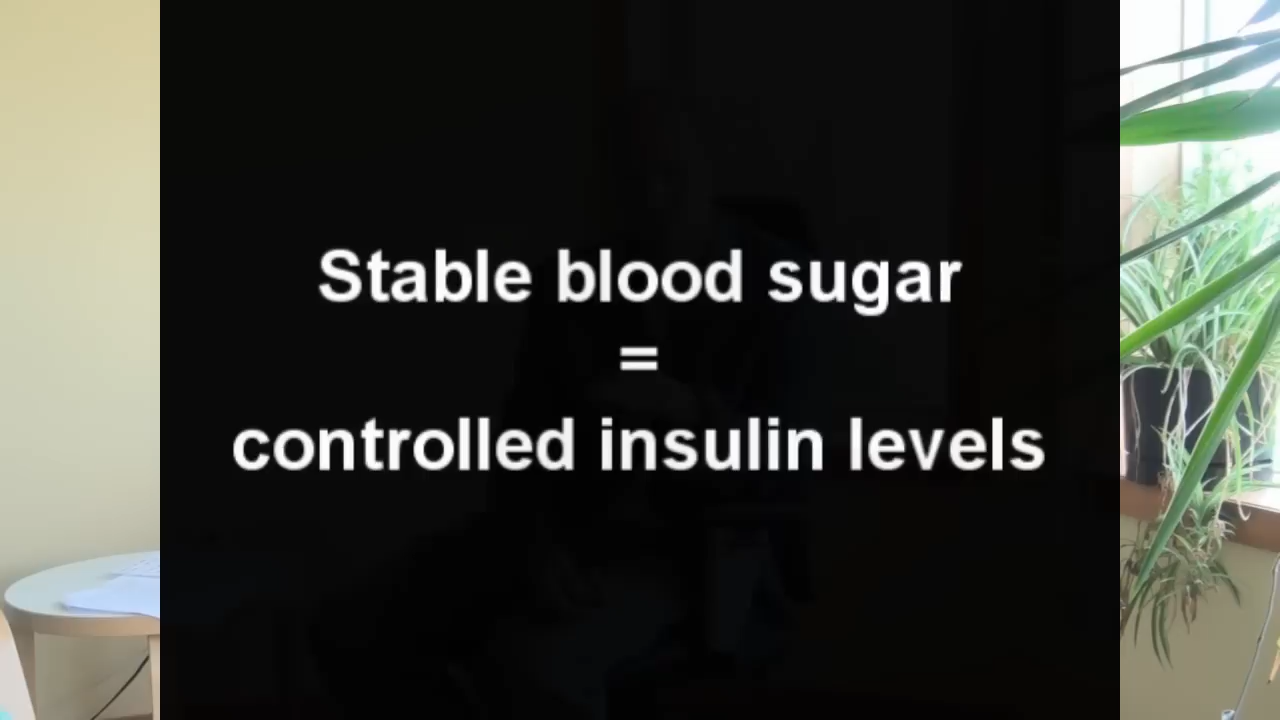 Stable blood sugar
=
controlled insulin levels